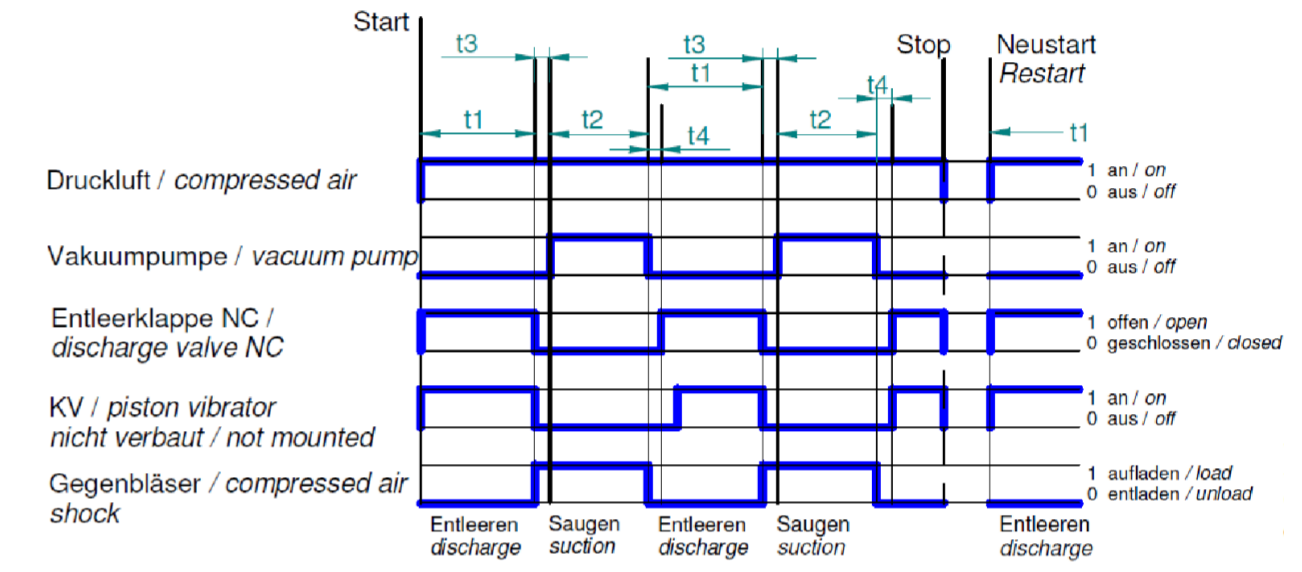 Start
t3
t3
Stop
Neustart
Restart
t1
t4
t1
t2
t4
t2
t1
Druckluft / compressed air
1 an / on
0 aus / off
Vakuumpumpe / vacuum pump
1 an / on
0 aus / off
Entleerklappe NC /
discharge valve NC
1 offen / open
0 geschlossen / closed
KV / piston vibrator
nicht verbaut / not mounted
1 an / on
0 aus / off
Gegenbläser / compressed air
shock
1 aufladen / load
0 entladen / unload
Entleeren
discharge
Saugen
suction
Entleeren
discharge
Saugen
suction
Entleeren
discharge